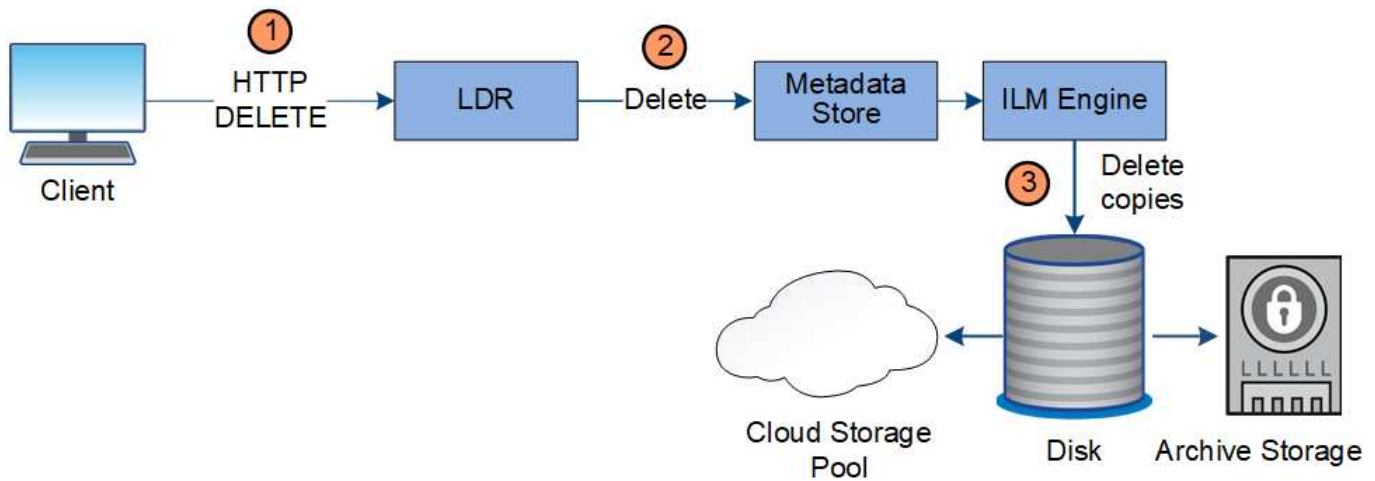 1
HTTP
DELETE
Client
LDR
2
Delete
Metadata
Store
ILM Engine
3
Delete
copies
Cloud Storage
Pool
Disk
LLLLLL
Archive Storage